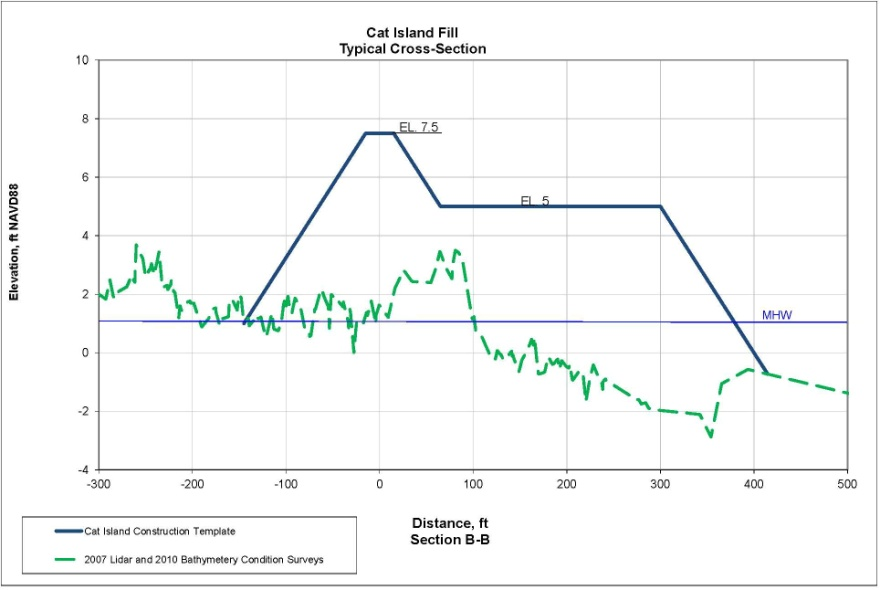 Cat Island Fill
Typical Cross-Section
10
8
6
4
2
0
-2
-4
Elevation, ft NAVD88
EL. 7.5
EL. 5
MHW
-300 -200 -100 0 100 200 300 400 500
Distance, ft
Section B-B
Cat Island Construction Template
2007 Lidar and 2010 Bathymetery Condition Surveys